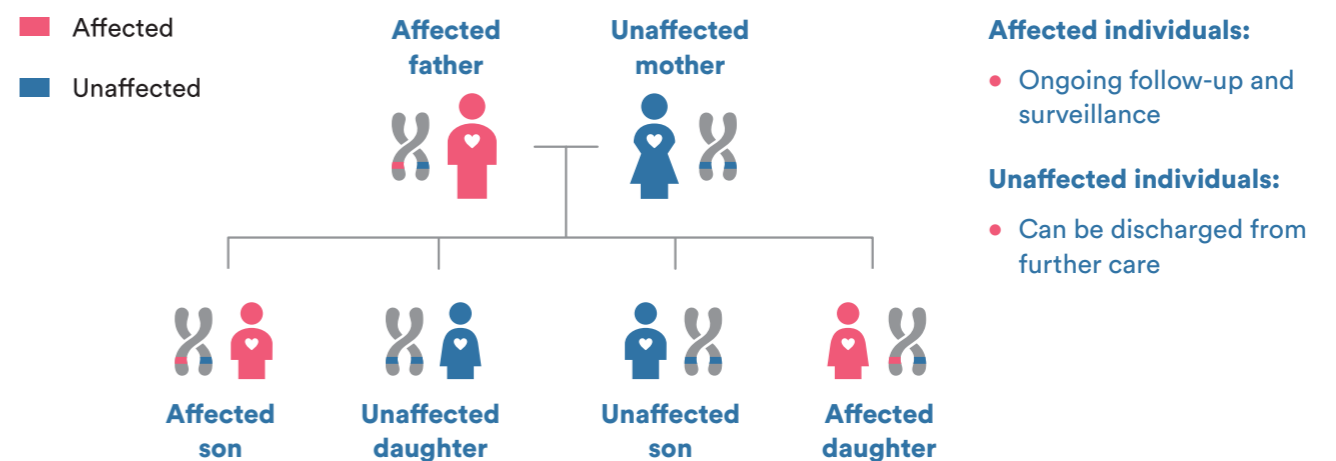 Affected
Unaffected
Affected
father
Unaffected
mother
Affected individuals:
Ongoing follow-up and
surveillance
Unaffected individuals:
Can be discharged from
further care
Affected
son
Unaffected
daughter
Unaffected
son
Affected
daughter